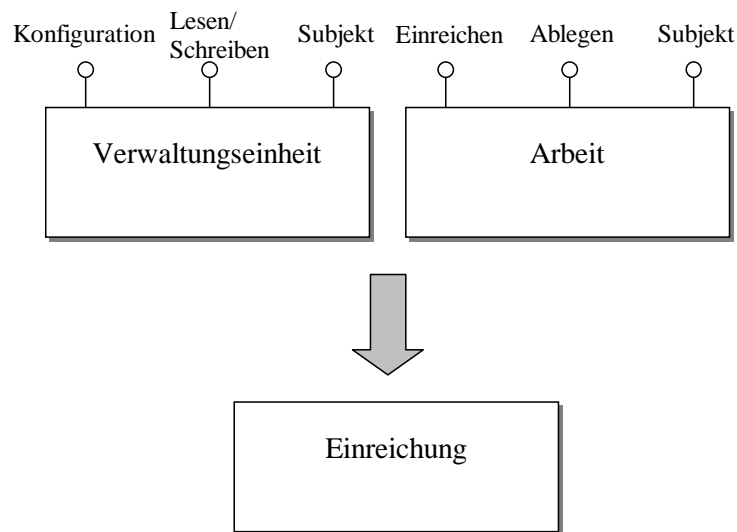 Konfiguration
Lesen/
Schreiben
Subjekt
Einreichen
Ablegen
Subjekt
Verwaltungseinheit
Arbeit
Einreichung